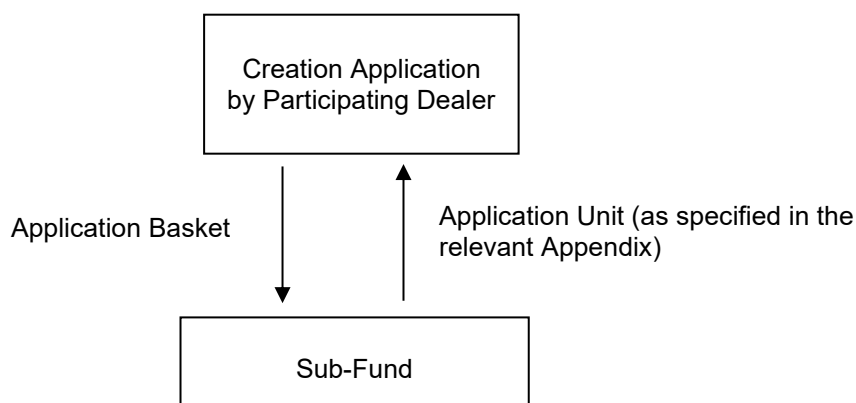 Creation Application
by Participating Dealer
Application Basket
Application Unit (as specified in the
relevant Appendix)
Sub-Fund